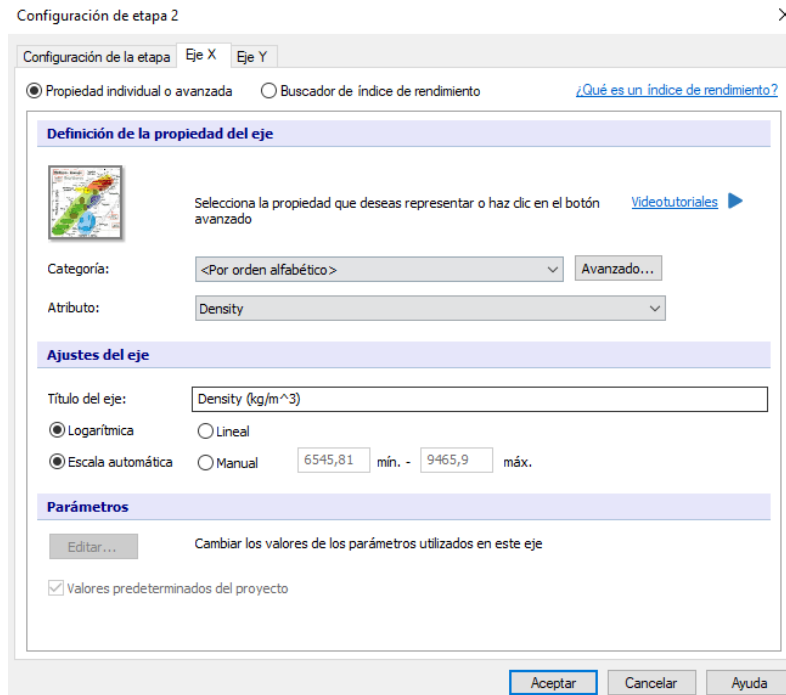 Configuración de etapa 2
Configuración de la etapa Eje X Eje Y
Propiedad individual o avanzada Buscador de índice de rendimiento ¿Qué es un índice de rendimiento?
Definición de la propiedad del eje
Selecciona la propiedad que deseas representar o haz clic en el botón
avanzado
Videotutoriales
Categoría: <Por orden alfabético> Avanzado...
Atributo: Density
Ajustes del eje
Título del eje: Density (kg/m^3)
Logarítmica Lineal
Escala automática Manual 6545,81 mín. - 9465,9 máx.
Parámetros
Editar... Cambiar los valores de los parámetros utilizados en este eje
Valores predeterminados del proyecto
Aceptar Cancelar Ayuda